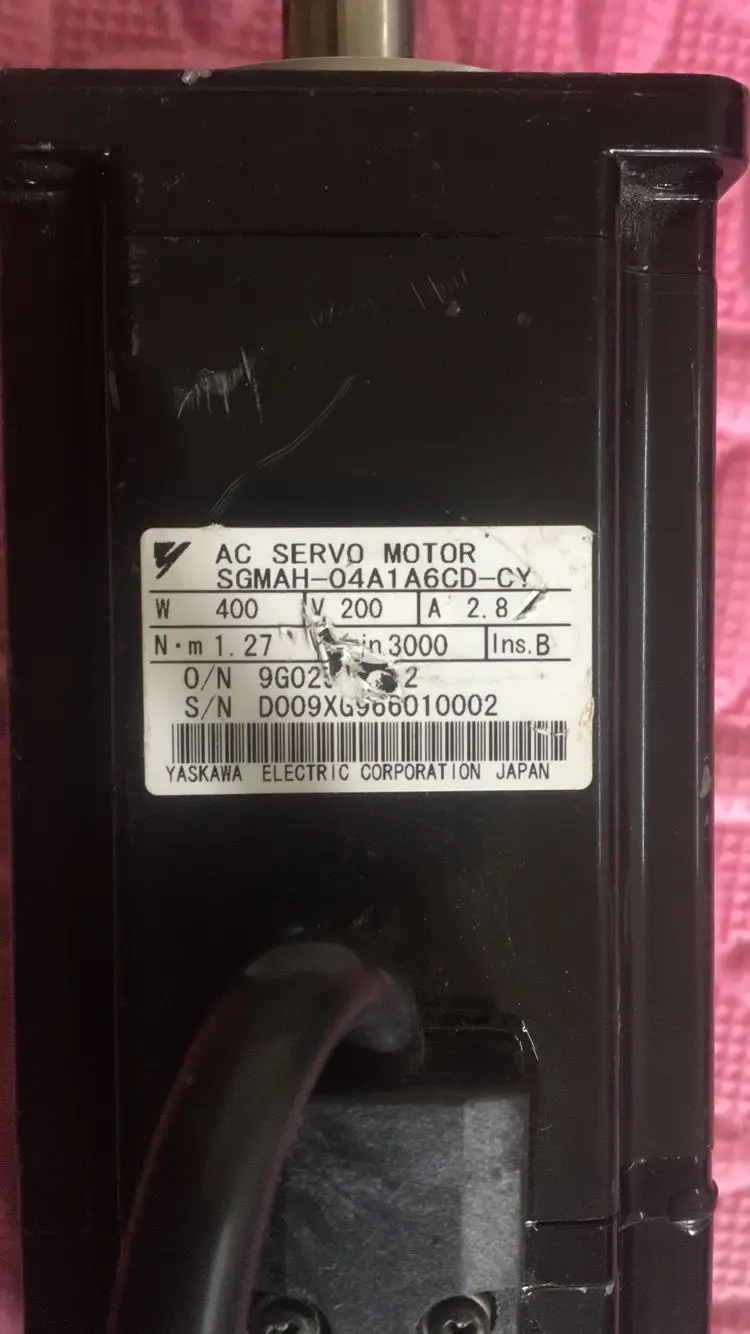 AC SERVO MOTOR
SGMAH-04A1A6CD-CY
W 400 V 200 A 2.8
N·m 1.27 3000 Ins.B
O/N
S/N D009XG966010002
YASKAWA ELECTRIC CORPORATION JAPAN